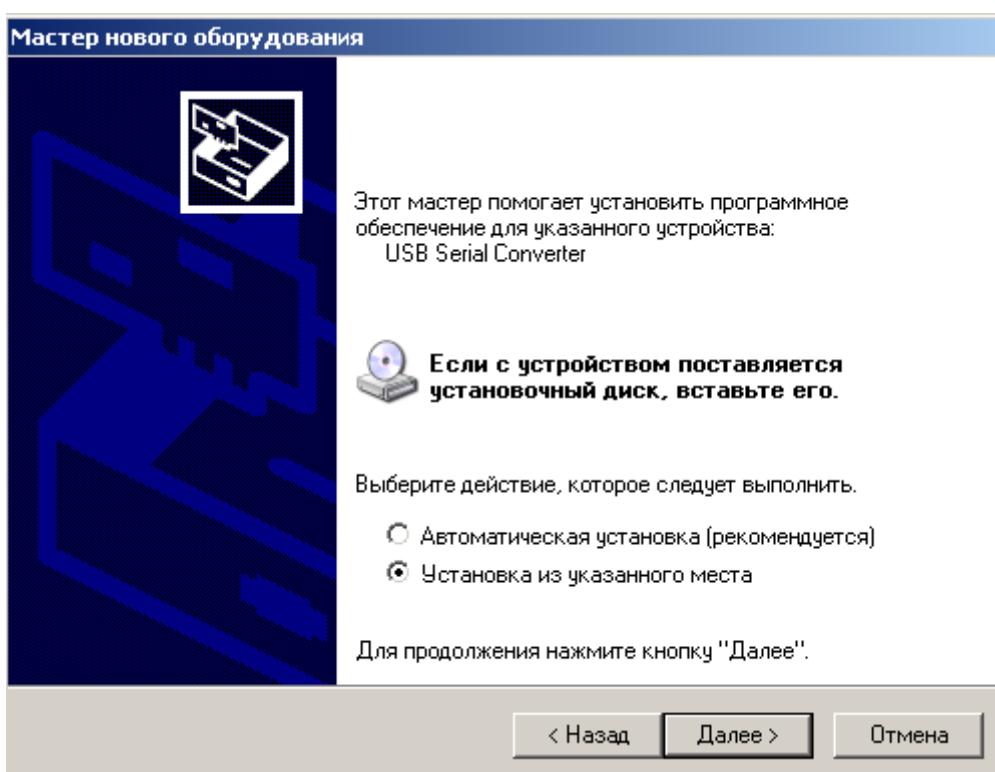 Мастер нового оборудования
Этот мастер помогает установить программное
обеспечение для указанного устройства:
USB Serial Converter
Если с устройством поставляется
установочный диск, вставьте его.
Выберите действие, которое следует выполнить.
Автоматическая установка (рекомендуется)
Установка из указанного места
Для продолжения нажмите кнопку "Далее".
< Назад
Далее >
Отмена